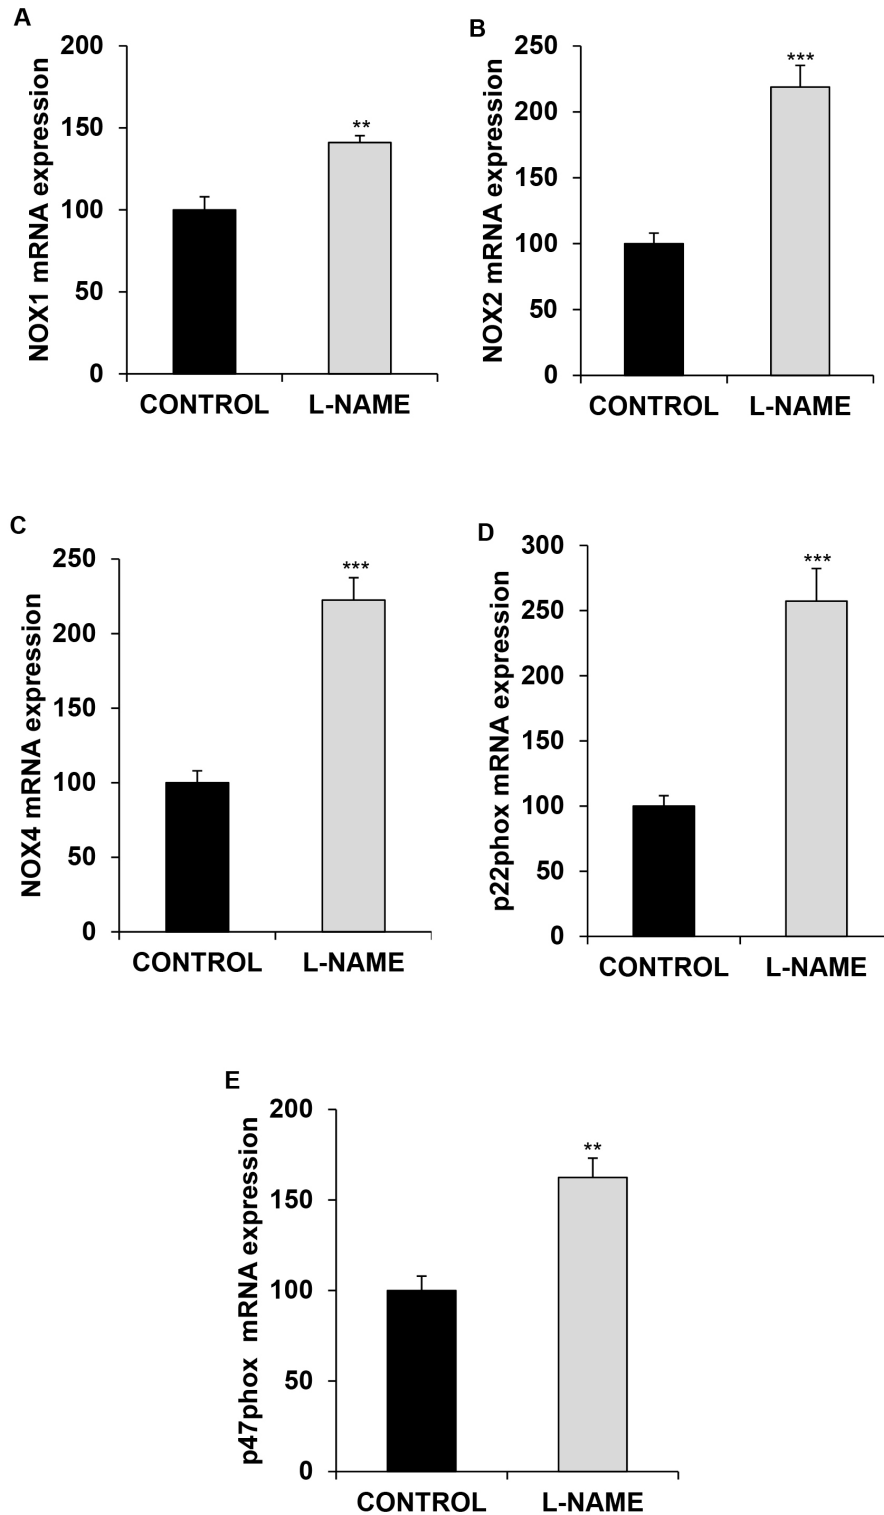 A
NOX1 mRNA expression
200
150
100
50
0
**
CONTROL L-NAME
B
NOX2 mRNA expression
250
200
150
100
50
0
***
CONTROL L-NAME
C
NOX4 mRNA expression
250
200
150
100
50
0
***
CONTROL L-NAME
D
p22phox mRNA expression
300
250
200
150
100
50
0
***
CONTROL L-NAME
E
p47phox mRNA expression
200
150
100
50
0
**
CONTROL L-NAME